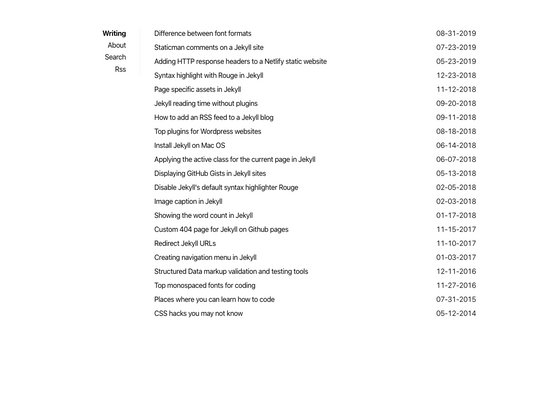 Writing
About
Search
Rss
Difference between font formats 08-31-2019
Staticman comments on a Jekyll site 07-23-2019
Adding HTTP response headers to a Netlify static website 05-23-2019
Syntax highlight with Rouge in Jekyll 12-23-2018
Page specific assets in Jekyll 11-12-2018
Jekyll reading time without plugins 09-20-2018
How to add an RSS feed to a Jekyll blog 09-11-2018
Top plugins for Wordpress websites 08-18-2018
Install Jekyll on Mac OS 06-14-2018
Applying the active class for the current page in Jekyll 06-07-2018
Displaying GitHub Gists in Jekyll sites 05-13-2018
Disable Jekyll's default syntax highlighter Rouge 02-05-2018
Image caption in Jekyll 02-03-2018
Showing the word count in Jekyll 01-17-2018
Custom 404 page for Jekyll on Github pages 11-15-2017
Redirect Jekyll URLs 11-10-2017
Creating navigation menu in Jekyll 01-03-2017
Structured Data markup validation and testing tools 12-11-2016
Top monospaced fonts for coding 11-27-2016
Places where you can learn how to code 07-31-2015
CSS hacks you may not know 05-12-2014